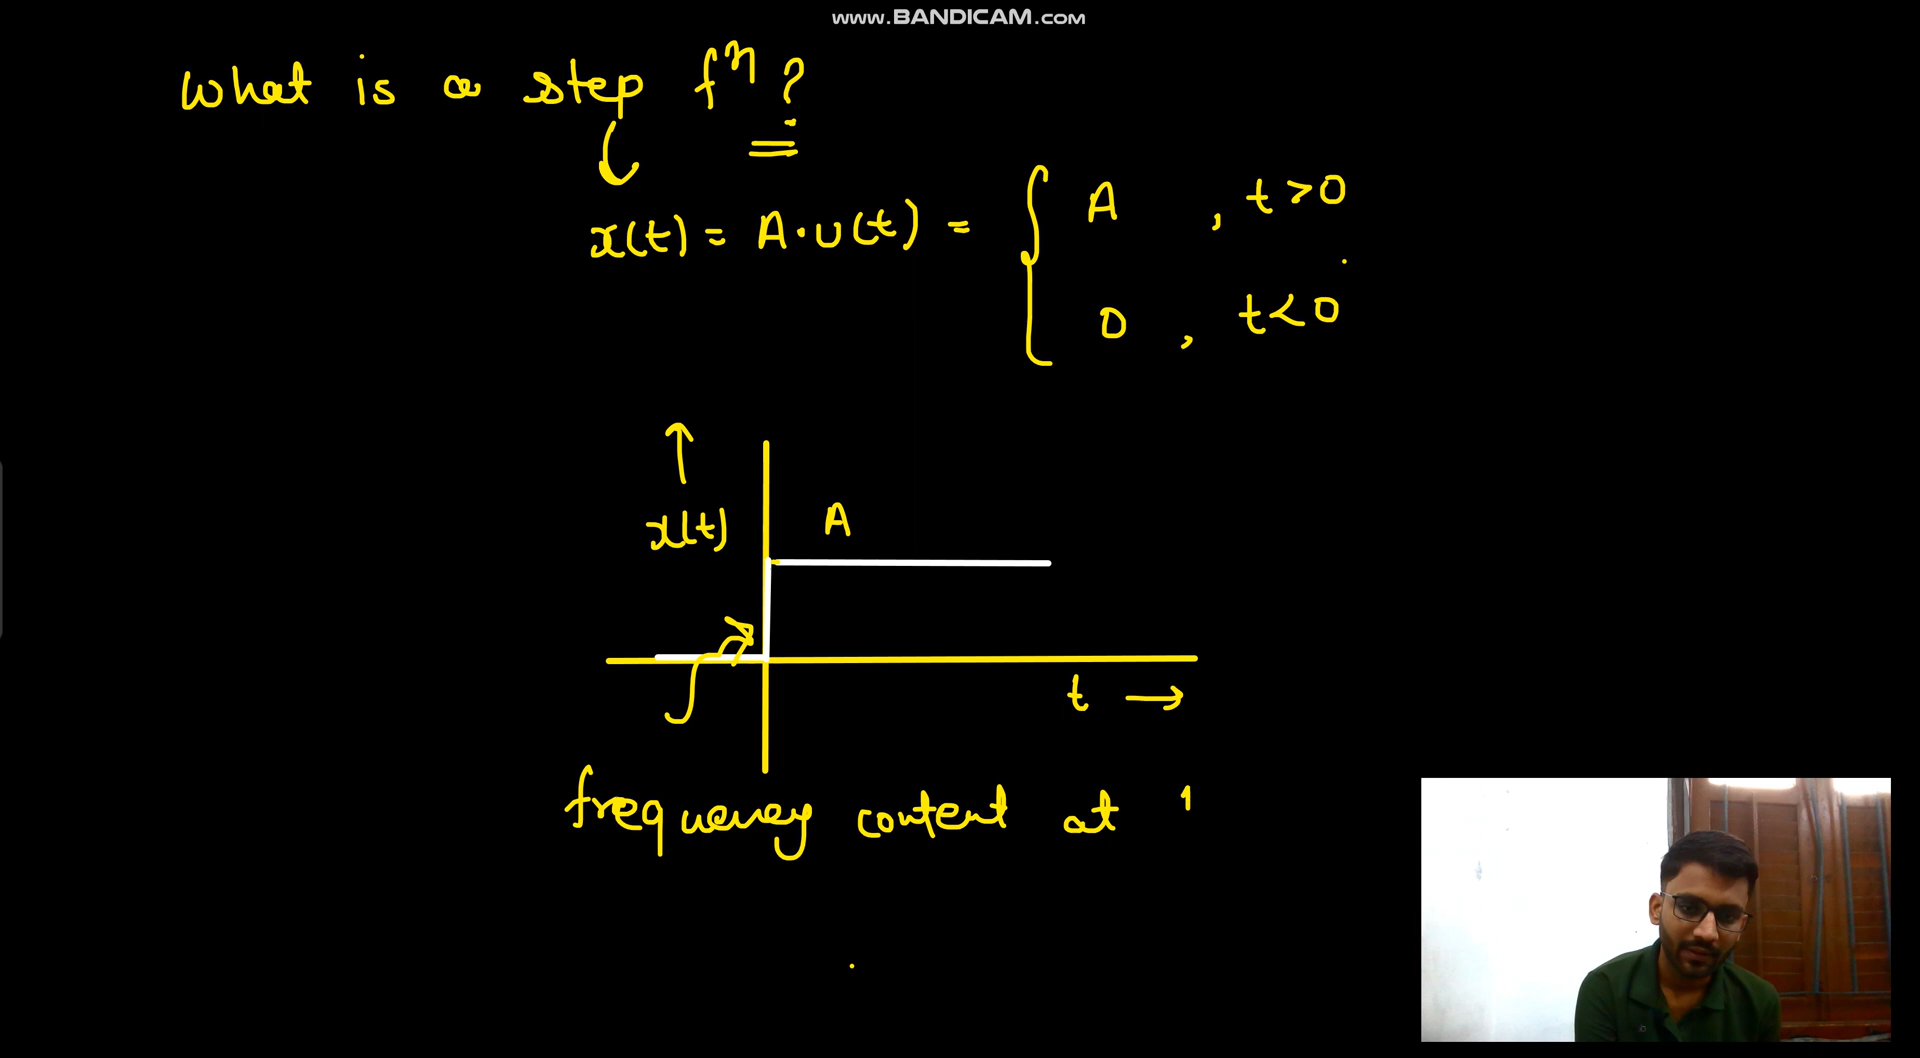 www.BANDICAM.com
What is a step fⁿ?
x(t) = A·u(t) = { A , t>0
0 , t<0
x(t)
A
t →
frequency content at '